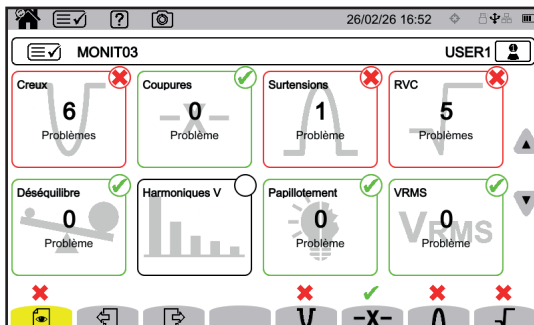 26/02/26 16:52
MONIT03 USER1
Creux Coupures Surtensions RVC
6 0 1 5
Problèmes Problème Problème Problèmes
Déséquilibre Harmoniques V Papillotement VRMS
0 0 VRMS 0
Problème Problème Problème